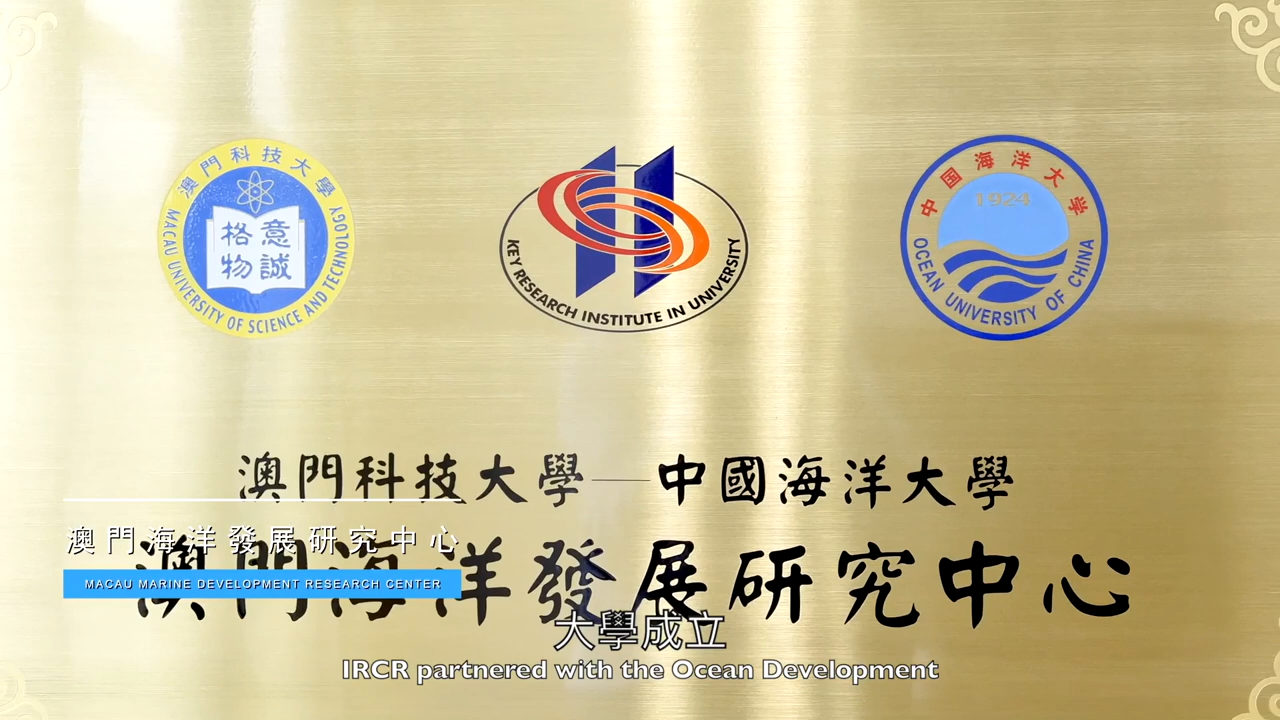 澳門科技大學
格意
物誠
MACAU UNIVERSITY OF SCIENCE AND TECHNOLOGY
KEY RESEARCH INSTITUTE IN UNIVERSITY
中国海洋大学
1924
OCEAN UNIVERSITY OF CHINA
澳門科技大學—中國海洋大學
澳門海洋發展研究中心
澳門海洋發展研究中心
MACAU MARINE DEVELOPMENT RESEARCH CENTER
大學成立
IRCR partnered with the Ocean Development